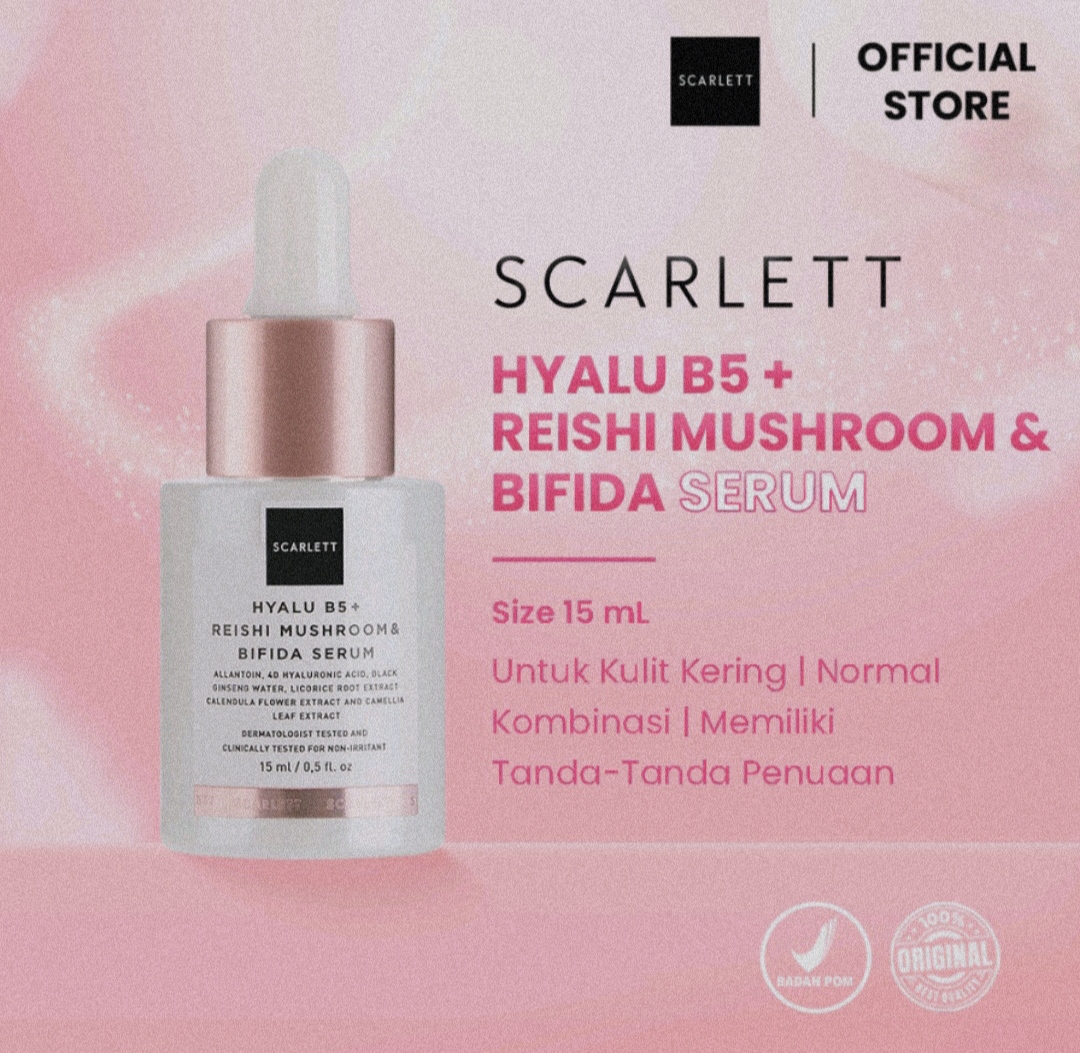 SCARLETT
OFFICIAL
STORE
SCARLETT
HYALU B5 +
REISHI MUSHROOM &
BIFIDA SERUM
Size 15 mL
Untuk Kulit Kering | Normal
Kombinasi | Memiliki
Tanda-Tanda Penuaan
SCARLETT
HYALU B5+
REISHI MUSHROOM&
BIFIDA SERUM
ALLANTOIN, 4D HYALURONIC ACID, BLACK
GINSENG WATER, LICORICE ROOT EXTRACT
CALENDULA FLOWER EXTRACT AND CAMELLIA
LEAF EXTRACT
DERMATOLOGIST TESTED AND
CLINICALLY TESTED FOR NON-IRRITANT
15 ml / 0,5 fl. oz
SCARLETT
BADAN POM
100%
ORIGINAL
BEST QUALITY